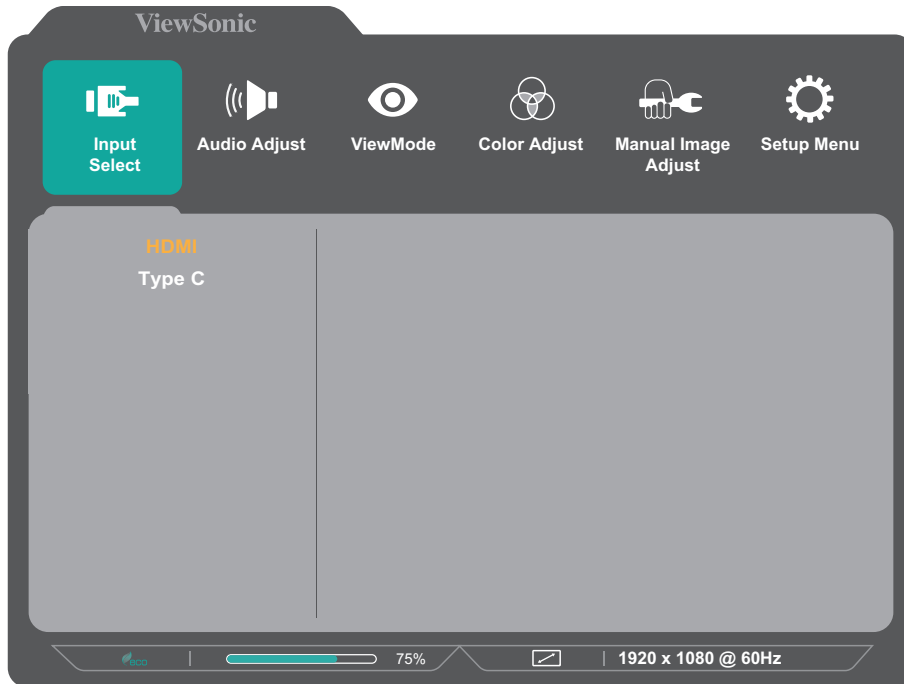 ViewSonic
Input
Select
Audio Adjust
ViewMode
Color Adjust
Manual Image
Adjust
Setup Menu
HDMI
Type C
eco
75%
1920 x 1080 @ 60Hz